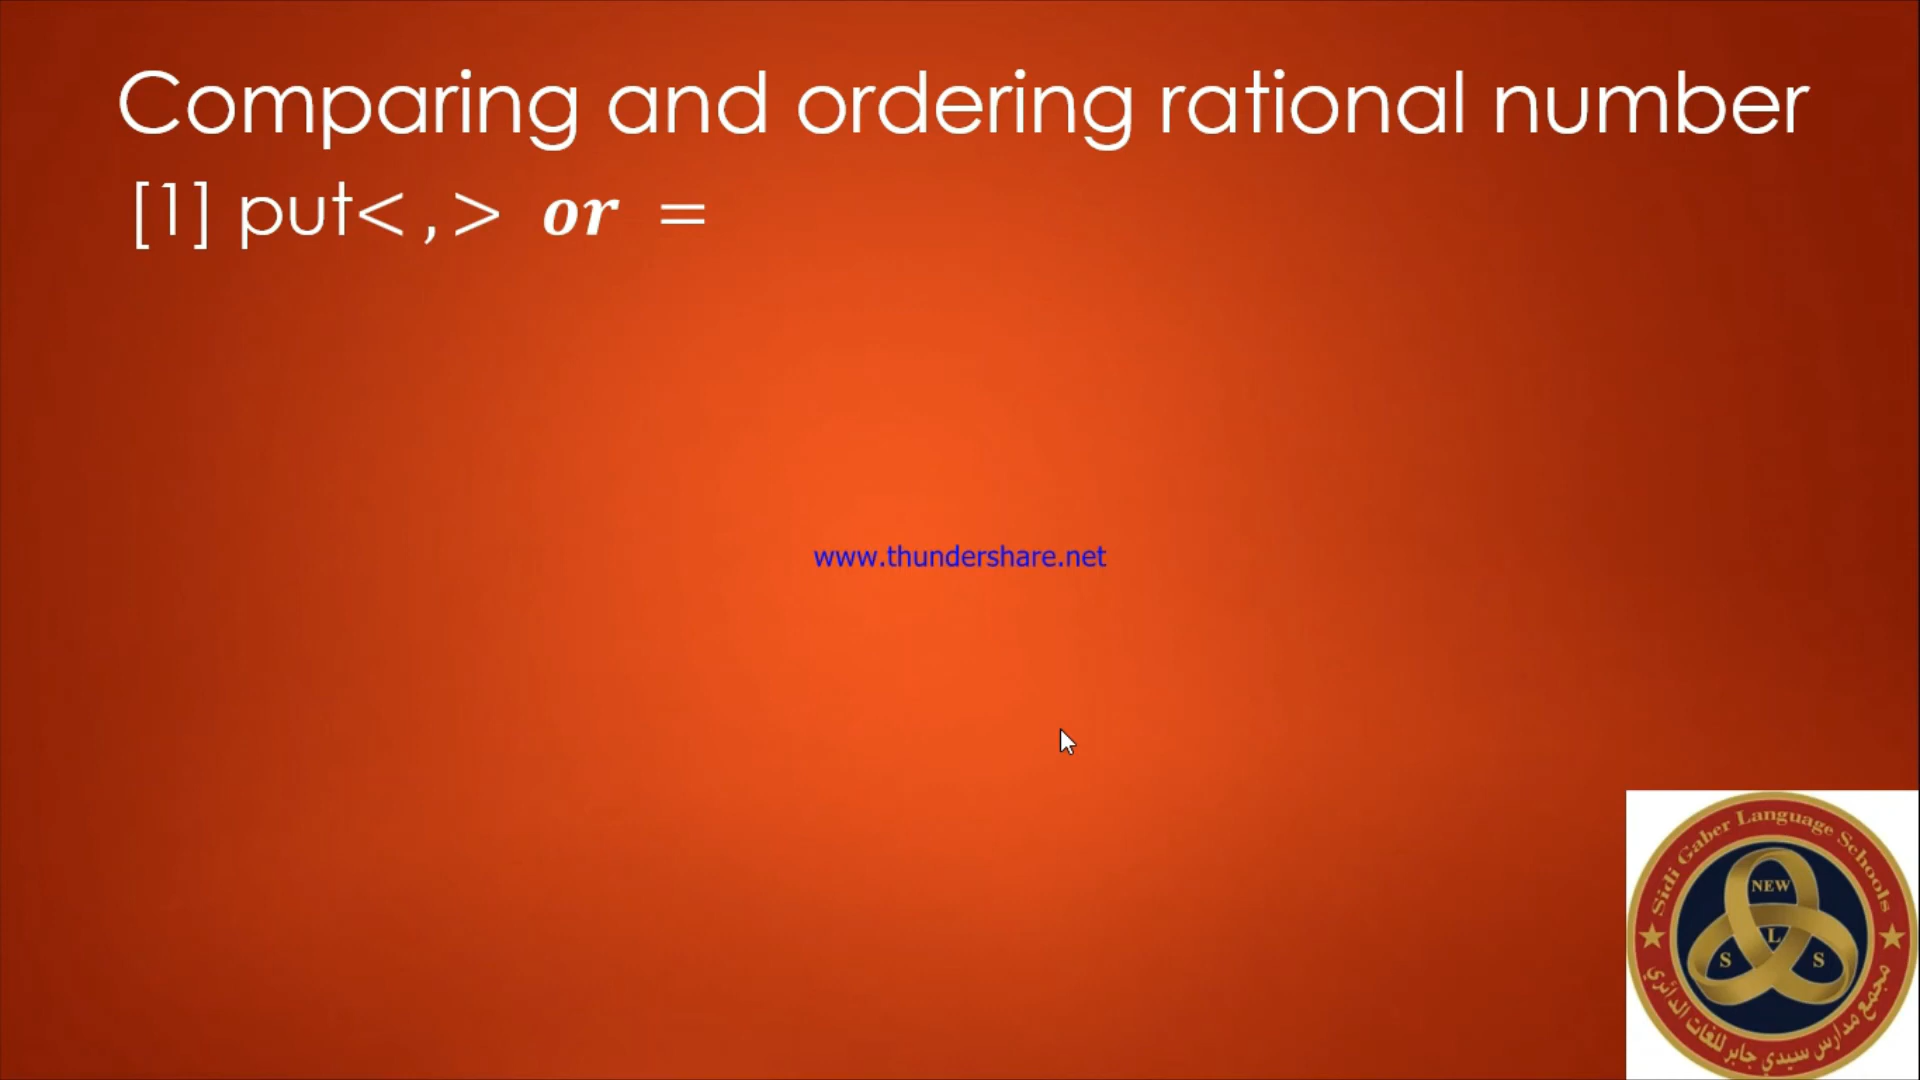 Comparing and ordering rational number
[1] put< , > or =
www.thundershare.net
Sidi Gaber Language Schools
NEW
L
S S
مجمع مدارس سيدي جابر للغات الدائري